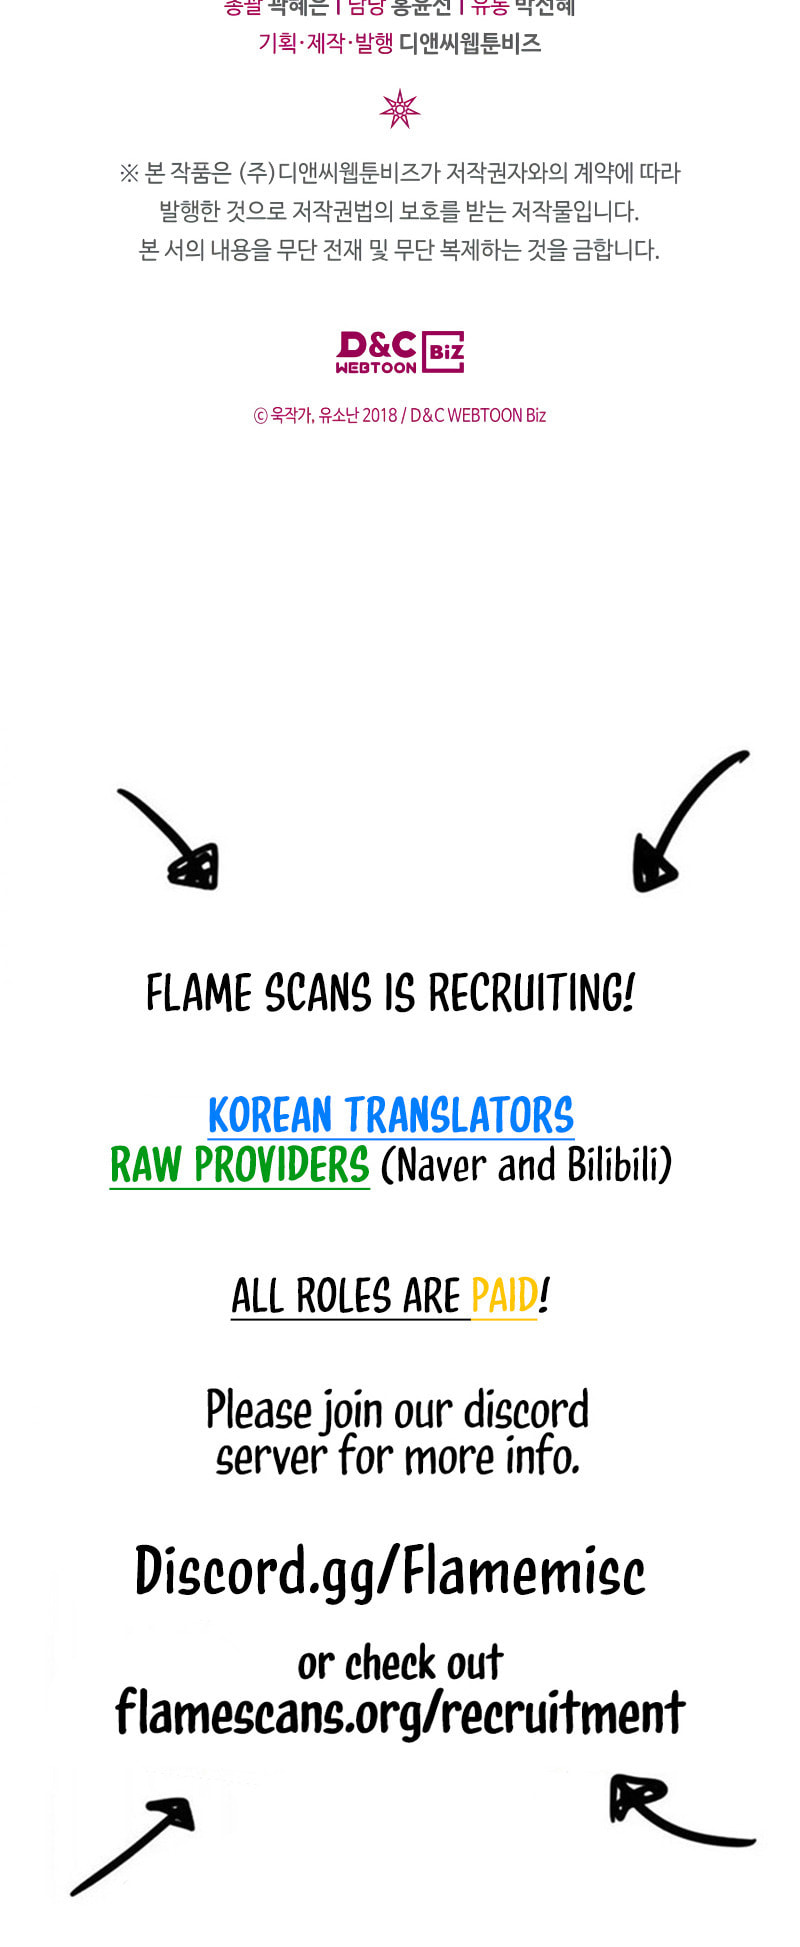 총괄 곽혜은 I 담당 홍윤선 I 유통 박선혜
기획·제작·발행 디앤씨웹툰비즈
※ 본 작품은 (주)디앤씨웹툰비즈가 저작권자와의 계약에 따라
발행한 것으로 저작권법의 보호를 받는 저작물입니다.
본 서의 내용을 무단 전재 및 무단 복제하는 것을 금합니다.
D&C
WEBTOON
BiZ
© 욱작가, 유소난 2018 / D&C WEBTOON Biz
FLAME SCANS IS RECRUITING!
KOREAN TRANSLATORS
RAW PROVIDERS (Naver and Bilibili)
ALL ROLES ARE PAID!
Please join our discord
server for more info.
Discord.gg/Flamemisc
or check out
flamescans.org/recruitment